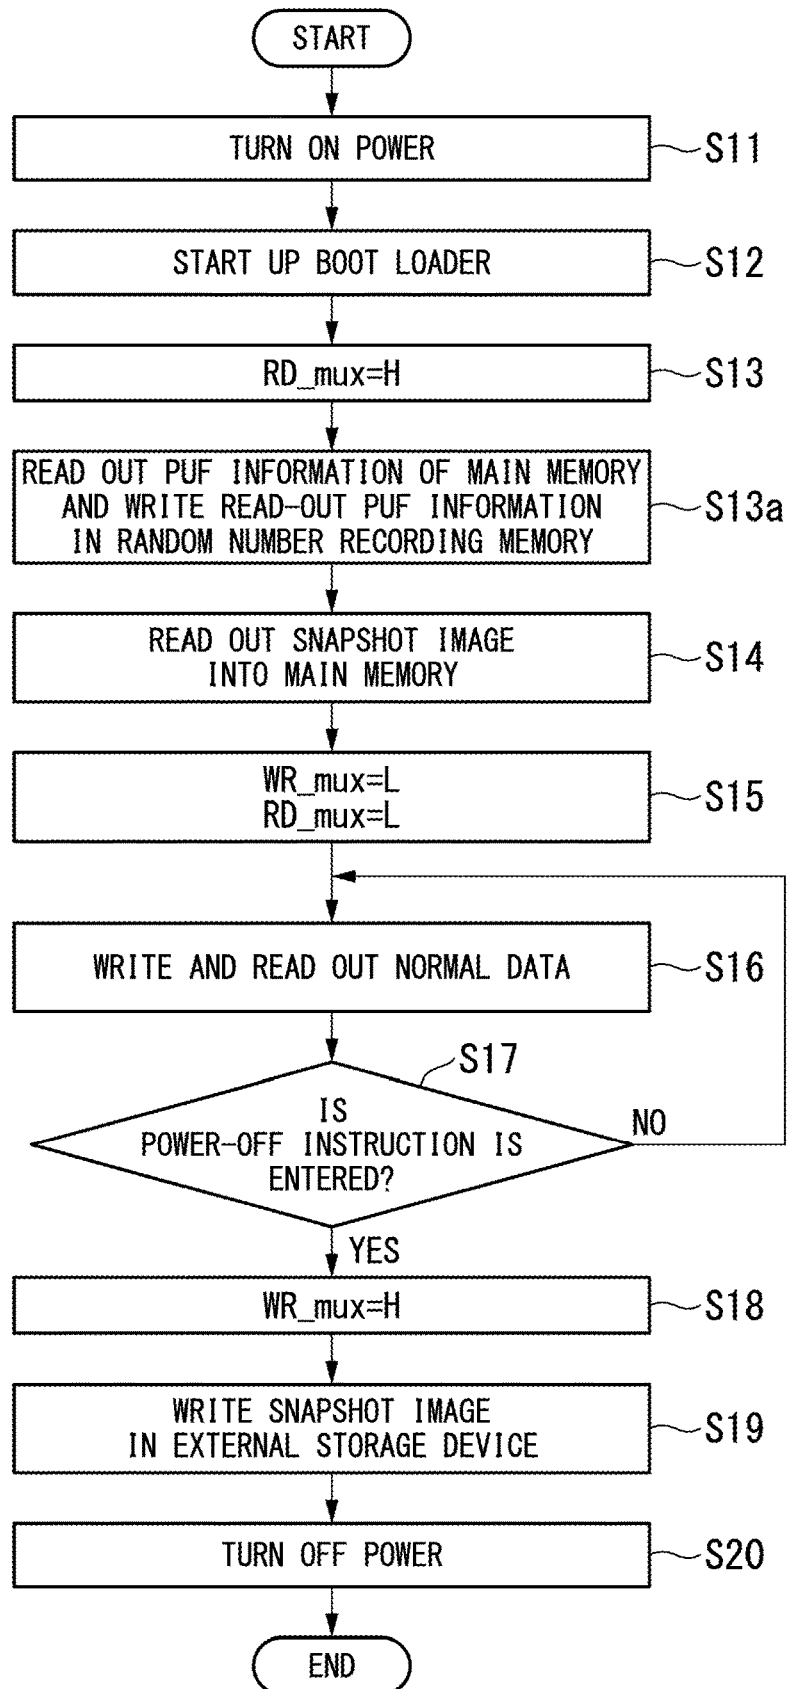 START
TURN ON POWER
S11
START UP BOOT LOADER
S12
RD_mux=H
S13
READ OUT PUF INFORMATION OF MAIN MEMORY
AND WRITE READ-OUT PUF INFORMATION
IN RANDOM NUMBER RECORDING MEMORY
S13a
READ OUT SNAPSHOT IMAGE
INTO MAIN MEMORY
S14
WR_mux=L
RD_mux=L
S15
WRITE AND READ OUT NORMAL DATA
S16
S17
IS
POWER-OFF INSTRUCTION IS
ENTERED?
NO
YES
WR_mux=H
S18
WRITE SNAPSHOT IMAGE
IN EXTERNAL STORAGE DEVICE
S19
TURN OFF POWER
S20
END